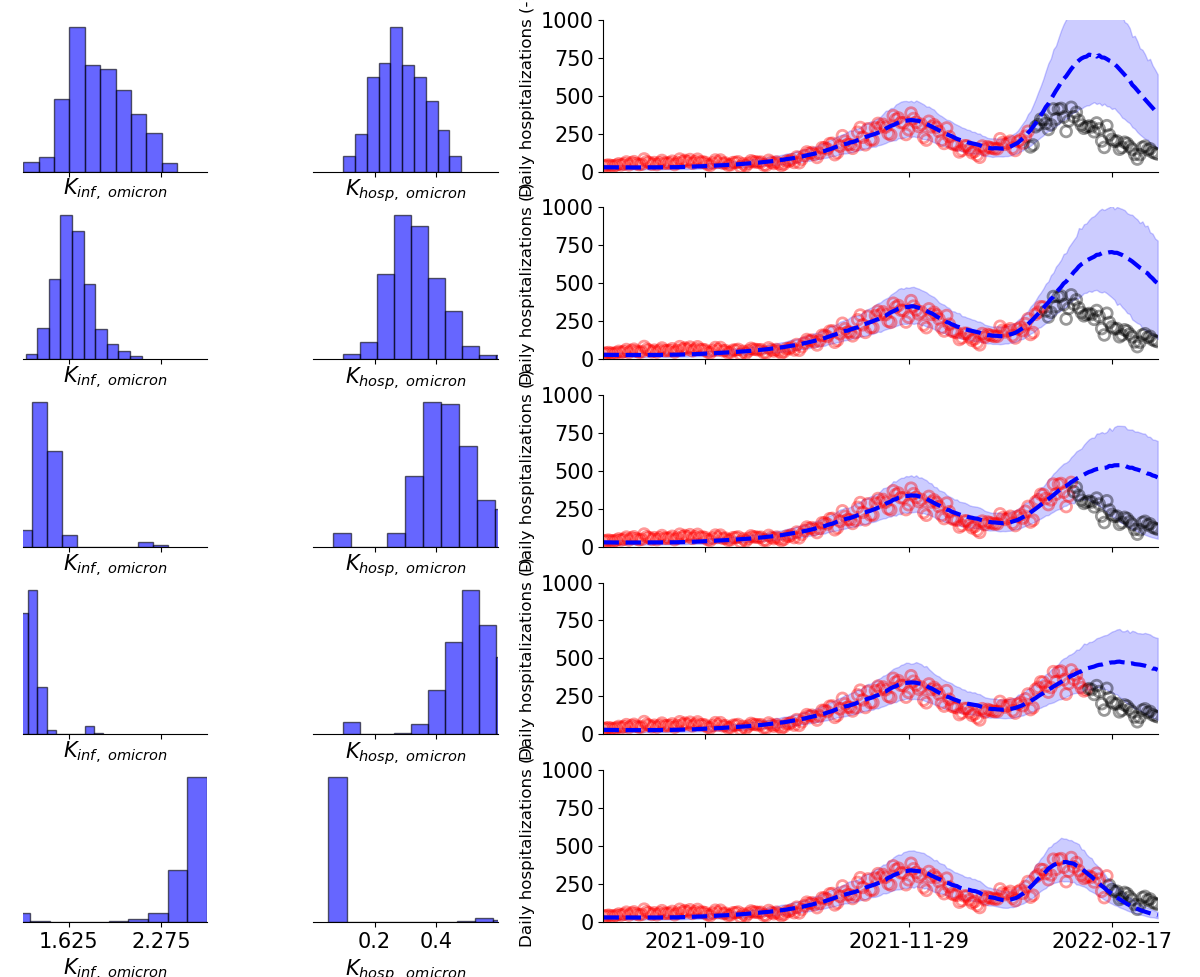 Daily hospitalizations (-
1000
750
500
250
0
K_inf, omicron
K_hosp, omicron
Daily hospitalizations (-)
1000
750
500
250
0
K_inf, omicron
K_hosp, omicron
Daily hospitalizations (-)
1000
750
500
250
0
K_inf, omicron
K_hosp, omicron
Daily hospitalizations (-)
1000
750
500
250
0
K_inf, omicron
K_hosp, omicron
Daily hospitalizations (-)
1000
750
500
250
0
1.625 2.275
0.2 0.4
2021-09-10 2021-11-29 2022-02-17
K_inf, omicron
K_hosp, omicron